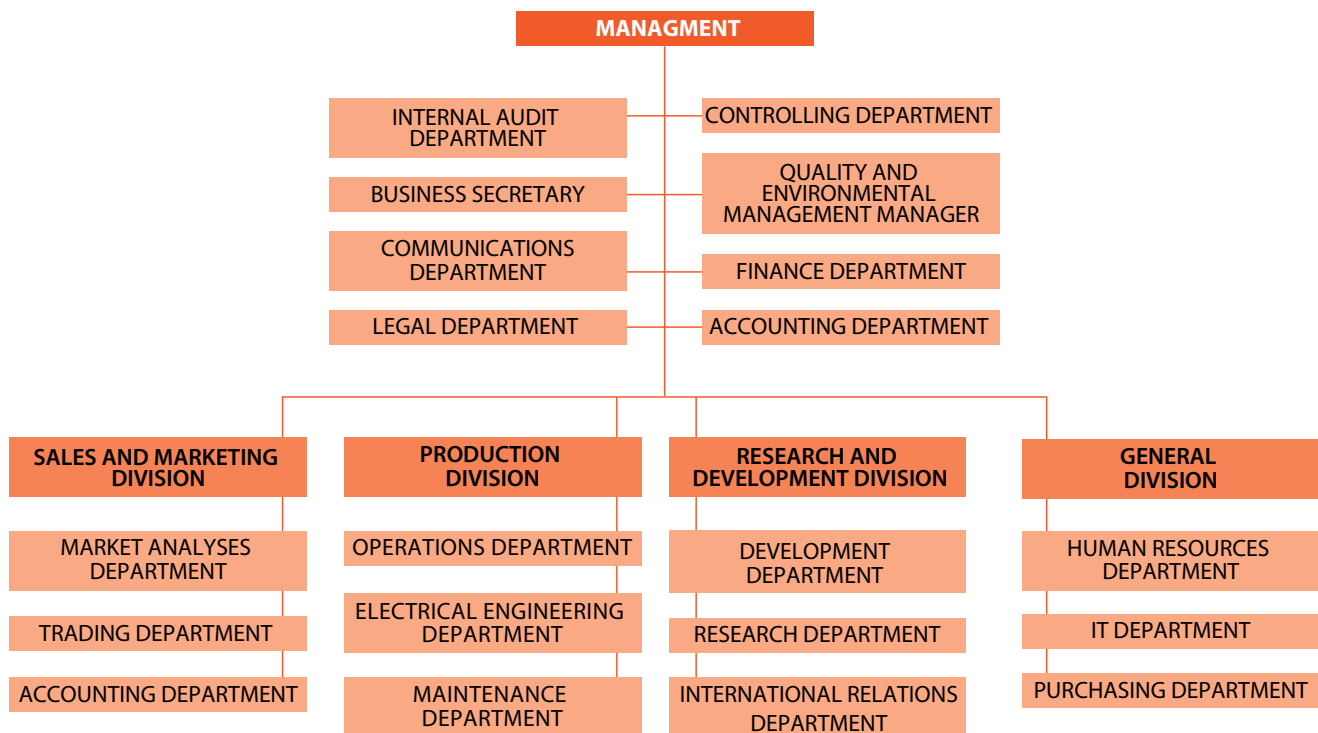 MANAGMENT
INTERNAL AUDIT
DEPARTMENT
CONTROLLING DEPARTMENT
BUSINESS SECRETARY
QUALITY AND
ENVIRONMENTAL
MANAGEMENT MANAGER
COMMUNICATIONS
DEPARTMENT
FINANCE DEPARTMENT
LEGAL DEPARTMENT
ACCOUNTING DEPARTMENT
SALES AND MARKETING
DIVISION
MARKET ANALYSES
DEPARTMENT
TRADING DEPARTMENT
ACCOUNTING DEPARTMENT
PRODUCTION
DIVISION
OPERATIONS DEPARTMENT
ELECTRICAL ENGINEERING
DEPARTMENT
MAINTENANCE
DEPARTMENT
RESEARCH AND
DEVELOPMENT DIVISION
DEVELOPMENT
DEPARTMENT
RESEARCH DEPARTMENT
INTERNATIONAL RELATIONS
DEPARTMENT
GENERAL
DIVISION
HUMAN RESOURCES
DEPARTMENT
IT DEPARTMENT
PURCHASING DEPARTMENT